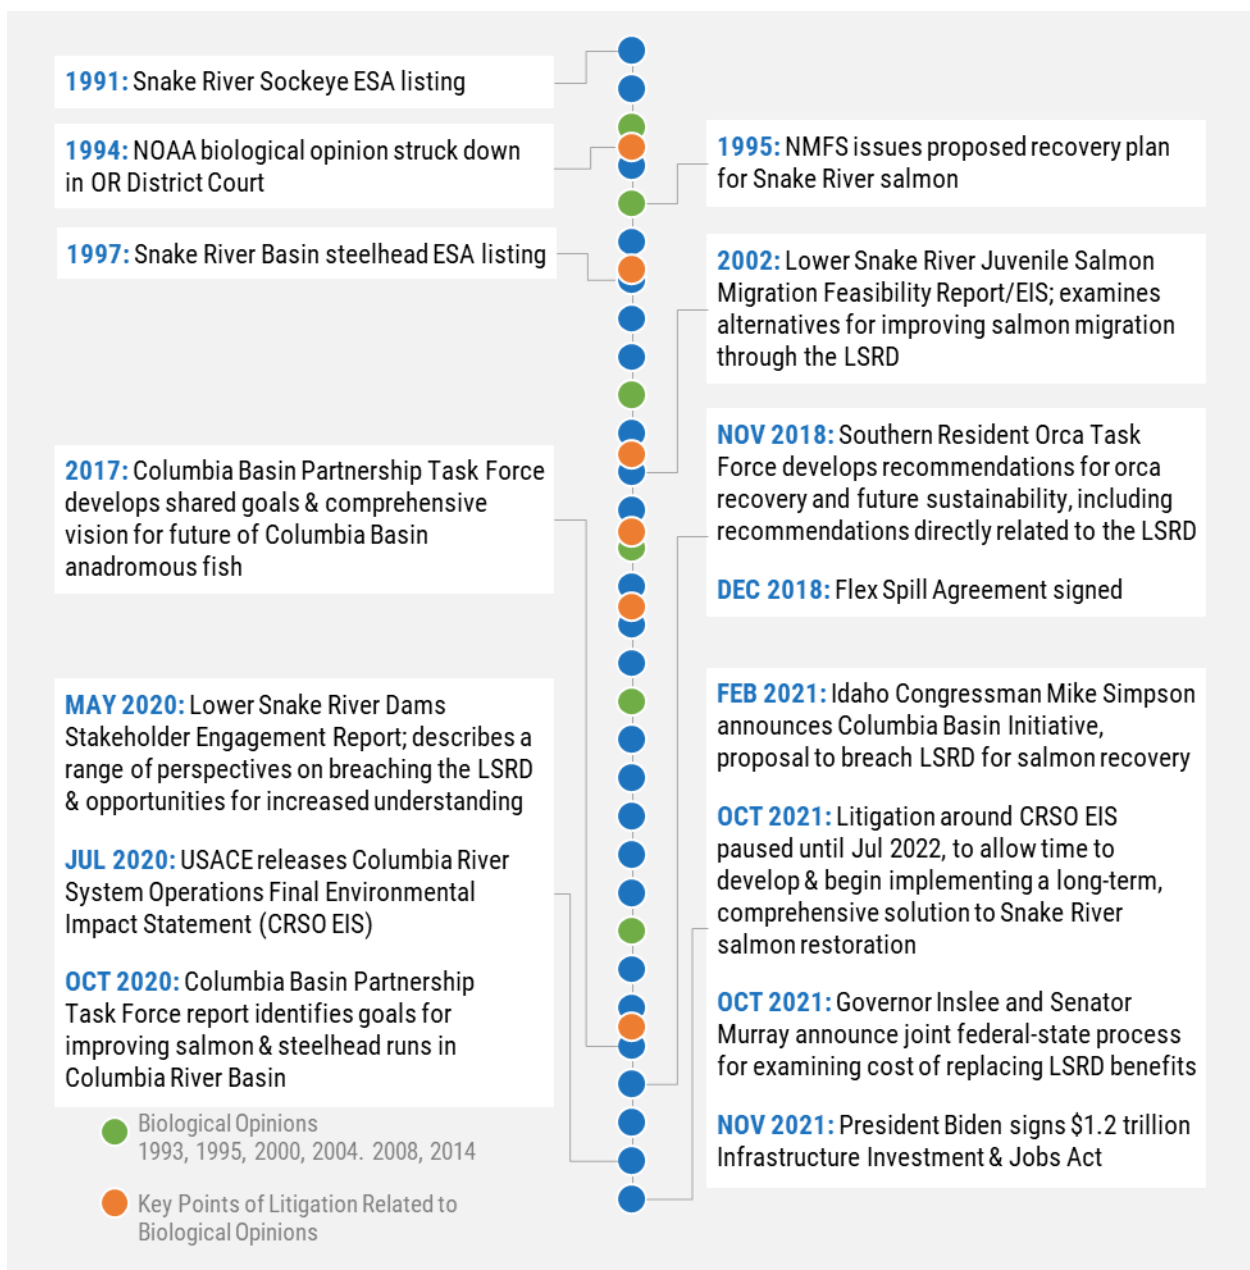 1991: Snake River Sockeye ESA listing
1994: NOAA biological opinion struck down
in OR District Court
1995: NMFS issues proposed recovery plan
for Snake River salmon
1997: Snake River Basin steelhead ESA listing
2002: Lower Snake River Juvenile Salmon
Migration Feasibility Report/EIS; examines
alternatives for improving salmon migration
through the LSRD
2017: Columbia Basin Partnership Task Force
develops shared goals & comprehensive
vision for future of Columbia Basin
anadromous fish
NOV 2018: Southern Resident Orca Task
Force develops recommendations for orca
recovery and future sustainability, including
recommendations directly related to the LSRD
DEC 2018: Flex Spill Agreement signed
MAY 2020: Lower Snake River Dams
Stakeholder Engagement Report; describes a
range of perspectives on breaching the LSRD
& opportunities for increased understanding
JUL 2020: USACE releases Columbia River
System Operations Final Environmental
Impact Statement (CRSO EIS)
OCT 2020: Columbia Basin Partnership
Task Force report identifies goals for
improving salmon & steelhead runs in
Columbia River Basin
FEB 2021: Idaho Congressman Mike Simpson
announces Columbia Basin Initiative,
proposal to breach LSRD for salmon recovery
OCT 2021: Litigation around CRSO EIS
paused until Jul 2022, to allow time to
develop & begin implementing a long-term,
comprehensive solution to Snake River
salmon restoration
OCT 2021: Governor Inslee and Senator
Murray announce joint federal-state process
for examining cost of replacing LSRD benefits
NOV 2021: President Biden signs $1.2 trillion
Infrastructure Investment & Jobs Act
Biological Opinions
1993, 1995, 2000, 2004. 2008, 2014
Key Points of Litigation Related to
Biological Opinions